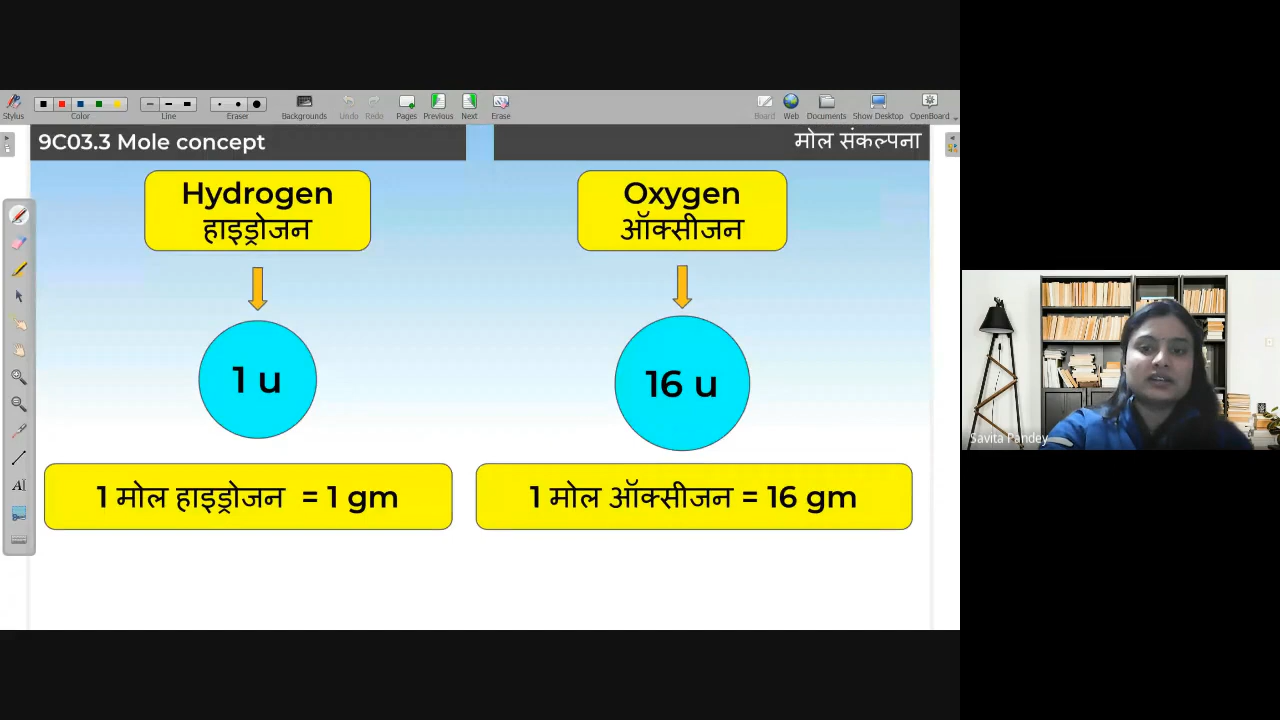 Stylus
Color
Line
Eraser
Backgrounds
Undo
Redo
Pages
Previous
Next
Erase
Board
Web
Documents
Show Desktop
OpenBoard
9C03.3 Mole concept
मोल संकल्पना
Hydrogen
हाइड्रोजन
Oxygen
ऑक्सीजन
1 u
16 u
1 मोल हाइड्रोजन = 1 gm
1 मोल ऑक्सीजन = 16 gm
AI
Savita Pandey